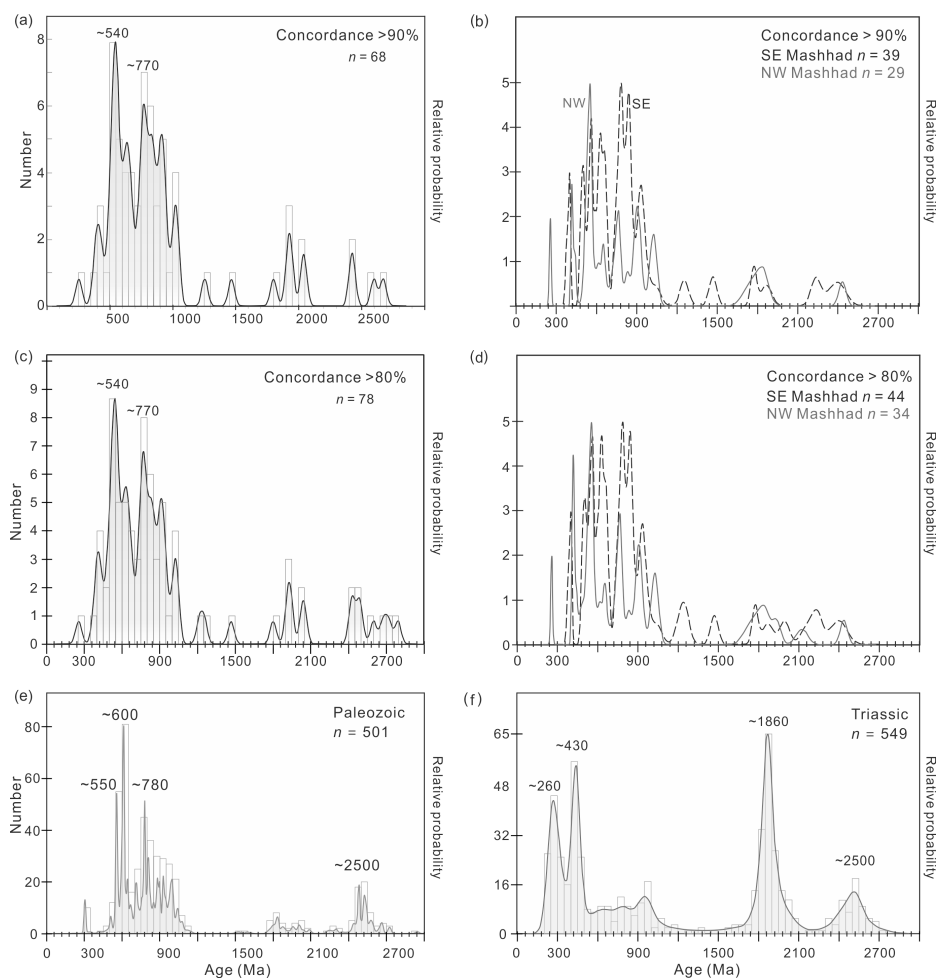 (a)
~540
~770
Concordance>90%
n = 68
Number
Relative probability
8
6
4
2
0
500
1000
1500
2000
2500
(b)
Concordance > 90%
SE Mashhad n = 39
NW Mashhad n = 29
NW
SE
Relative probability
5
4
3
2
1
0
300
900
1500
2100
2700
(c)
~540
~770
Concordance >80%
n = 78
Number
Relative probability
9
8
7
6
5
4
3
2
1
0
0
300
900
1500
2100
2700
(d)
Concordance > 80%
SE Mashhad n = 44
NW Mashhad n = 34
Relative probability
5
4
3
2
1
0
0
300
900
1500
2100
2700
(e)
~600
~550
~780
~2500
Paleozoic
n = 501
Number
Relative probability
80
60
40
20
0
0
300
600
900
1200
1500
1800
2100
2400
2700
Age (Ma)
(f)
~260
~430
~1860
~2500
Triassic
n = 549
Relative probability
65
48
32
16
0
0
300
600
900
1200
1500
1800
2100
2400
2700
Age (Ma)